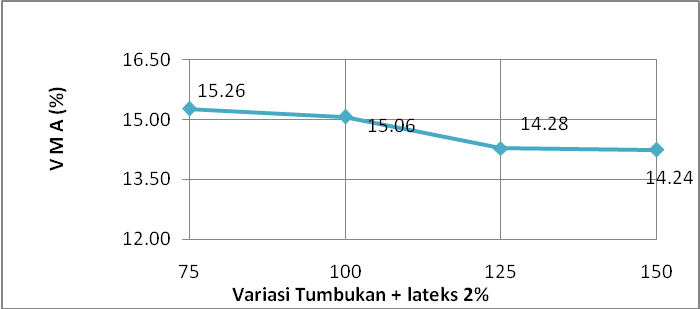 16.50
15.00
13.50
12.00
V M A (%)
15.26
15.06
14.28
14.24
75 100 125 150
Variasi Tumbukan + lateks 2%